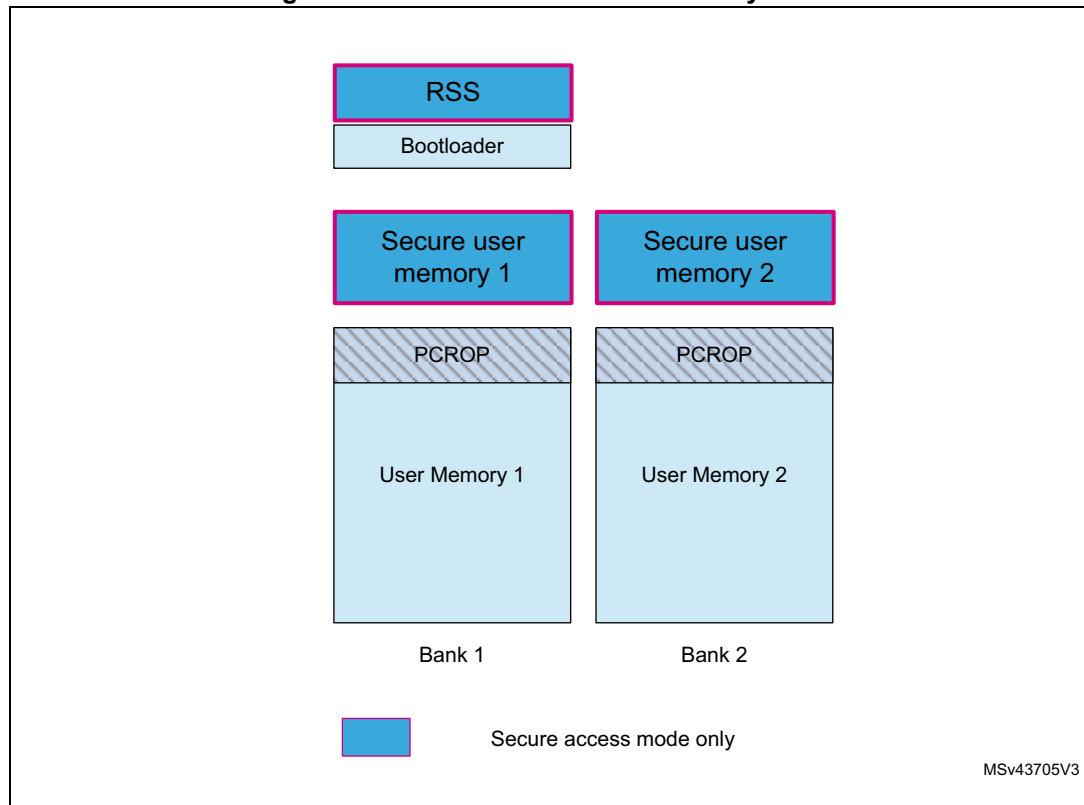 RSS
Bootloader
Secure user
memory 1
Secure user
memory 2
PCROP
PCROP
User Memory 1
User Memory 2
Bank 1
Bank 2
Secure access mode only
MSv43705V3